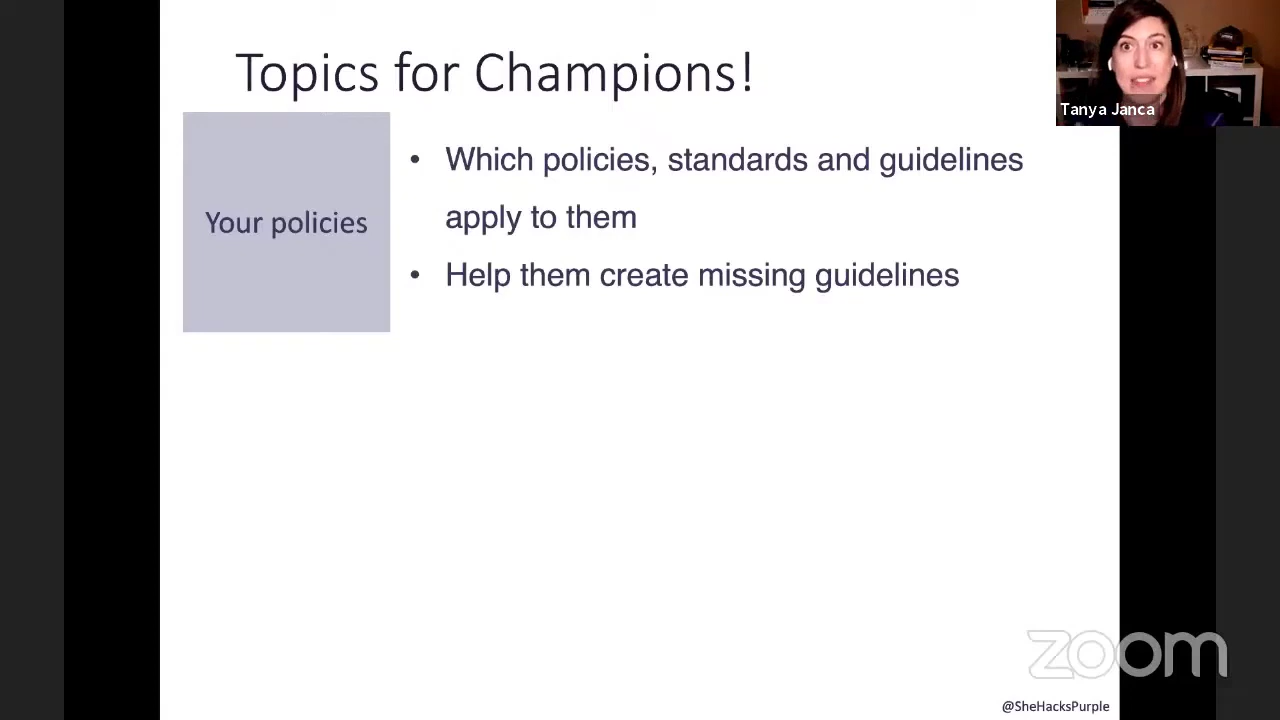 Topics for Champions!
Tanya Janca
Your policies
• Which policies, standards and guidelines
apply to them
• Help them create missing guidelines
zoom
@SheHacksPurple